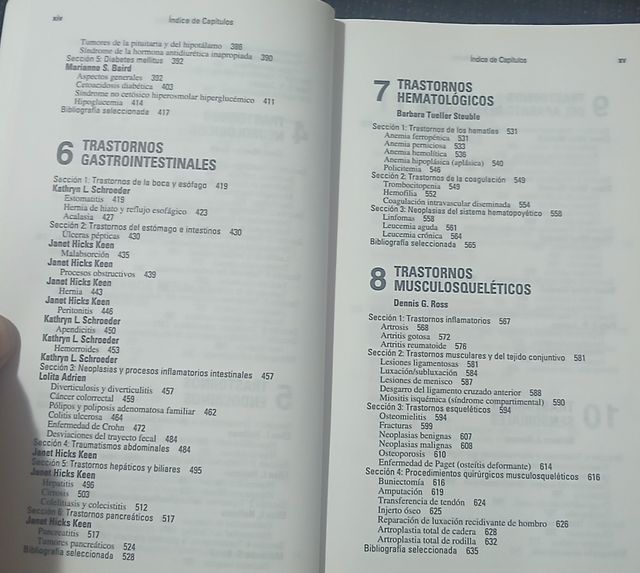 xiv
Índice de Capítulos
Tumores de la pituitaria y del hipotálamo 386
Síndrome de la hormona antidiurética inapropiada 390
Sección 5: Diabetes mellitus 392
Marianne S. Baird
Aspectos generales 392
Cetoacidosis diabética 403
Síndrome no cetósico hiperosmolar hiperglucémico 411
Hipoglucemia 414
Bibliografía seleccionada 417
6 TRASTORNOS
GASTROINTESTINALES
Sección 1: Trastornos de la boca y esófago 419
Kathryn L. Schroeder
Estomatitis 419
Hernia de hiato y reflujo esofágico 423
Acalasia 427
Sección 2: Trastornos del estómago e intestinos 430
Úlceras pépticas 430
Janet Hicks Keen
Malabsorción 435
Janet Hicks Keen
Procesos obstructivos 439
Janet Hicks Keen
Hernia 443
Janet Hicks Keen
Peritonitis 446
Kathryn L. Schroeder
Apendicitis 450
Kathryn L. Schroeder
Hemorroides 453
Kathryn L. Schroeder
Sección 3: Neoplasias y procesos inflamatorios intestinales 457
Lolita Adrien
Diverticulosis y diverticulitis 457
Cáncer colorrectal 459
Pólipos y poliposis adenomatosa familiar 462
Colitis ulcerosa 464
Enfermedad de Crohn 472
Desviaciones del trayecto fecal 484
Sección 4: Traumatismos abdominales 484
Janet Hicks Keen
Sección 5: Trastornos hepáticos y biliares 495
Janet Hicks Keen
Hepatitis 496
Cirrosis 503
Colelitiasis y colecistitis 512
Sección 6: Trastornos pancreáticos 517
Janet Hicks Keen
Pancreatitis 517
Tumores pancreáticos 524
Bibliografía seleccionada 528
Índice de Capítulos
xv
7 TRASTORNOS
HEMATOLÓGICOS
Barbara Tueller Steuble
Sección 1: Trastornos de los hematíes 531
Anemia ferropénica 531
Anemia perniciosa 533
Anemia hemolítica 536
Anemia hipoplásica (aplásica) 540
Policitemia 546
Sección 2: Trastornos de la coagulación 549
Trombocitopenia 549
Hemofilia 552
Coagulación intravascular diseminada 554
Sección 3: Neoplasias del sistema hematopoyético 558
Linfomas 558
Leucemia aguda 561
Leucemia crónica 564
Bibliografía seleccionada 565
8 TRASTORNOS
MUSCULOSQUELÉTICOS
Dennis G. Ross
Sección 1: Trastornos inflamatorios 567
Artrosis 568
Artritis gotosa 572
Artritis reumatoide 576
Sección 2: Trastornos musculares y del tejido conjuntivo 581
Lesiones ligamentosas 581
Luxación/subluxación 584
Lesiones de menisco 587
Desgarro del ligamento cruzado anterior 588
Miositis isquémica (síndrome compartimental) 590
Sección 3: Trastornos esqueléticos 594
Osteomielitis 594
Fracturas 599
Neoplasias benignas 607
Neoplasias malignas 608
Osteoporosis 610
Enfermedad de Paget (osteítis deformante) 614
Sección 4: Procedimientos quirúrgicos musculosqueléticos 616
Buniectomía 616
Amputación 619
Transferencia de tendón 624
Injerto óseo 625
Reparación de luxación recidivante de hombro 626
Artroplastia total de cadera 628
Artroplastia total de rodilla 632
Bibliografía seleccionada 635